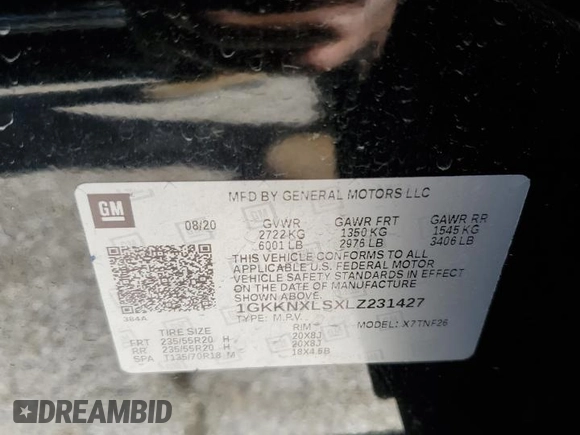 GM
MFD BY GENERAL MOTORS LLC
08/20 GVWR GAWR FRT GAWR RR
2722 KG 1350 KG 1545 KG
6001 LB 2976 LB 3406 LB
THIS VEHICLE CONFORMS TO ALL
APPLICABLE U.S. FEDERAL MOTOR
VEHICLE SAFETY STANDARDS IN EFFECT
ON THE DATE OF MANUFACTURE
SHOWN ABOVE.
1GKKNXLSXLZ231427
TYPE: M.P.V. MODEL: X7TNF26
384A
TIRE SIZE RIM
FRT 235/55R20 H 20X8J
RR 235/55R20 H 20X8J
SPA T135/70R18 M 18X4.5B
DREAMBID